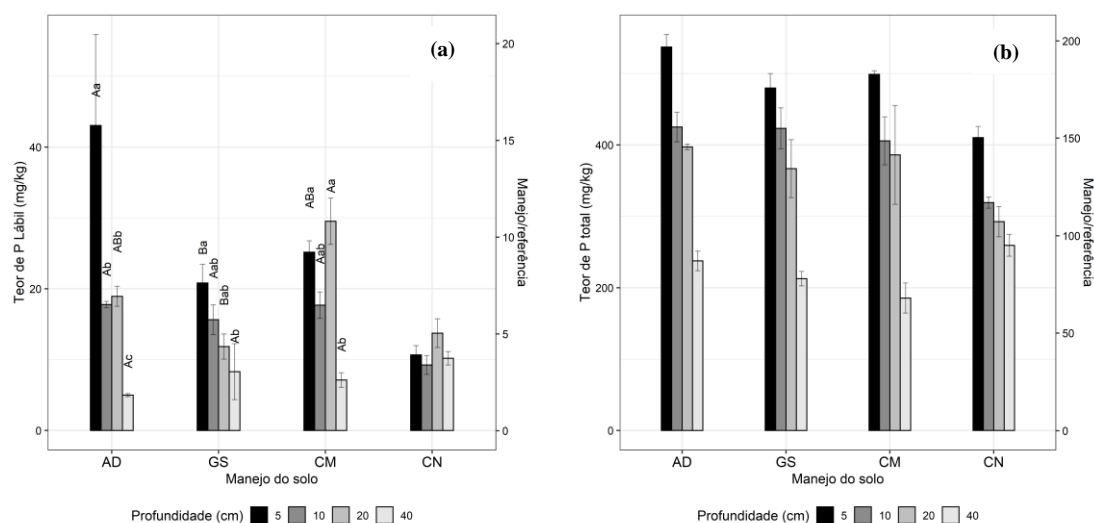 (a)
Teor de P Lábil (mg/kg)
40
20
0
20
15
10
5
0
Manejo/referência
Aa
Ab
ABb
Ac
Ba
Aab
Bab
Ab
ABa
Aab
Aa
Ab
AD GS CM CN
Manejo do solo
Profundidade (cm) 5 10 20 40
(b)
Teor de P total (mg/kg)
400
200
0
200
150
100
50
0
Manejo/referência
AD GS CM CN
Manejo do solo
Profundidade (cm) 5 10 20 40